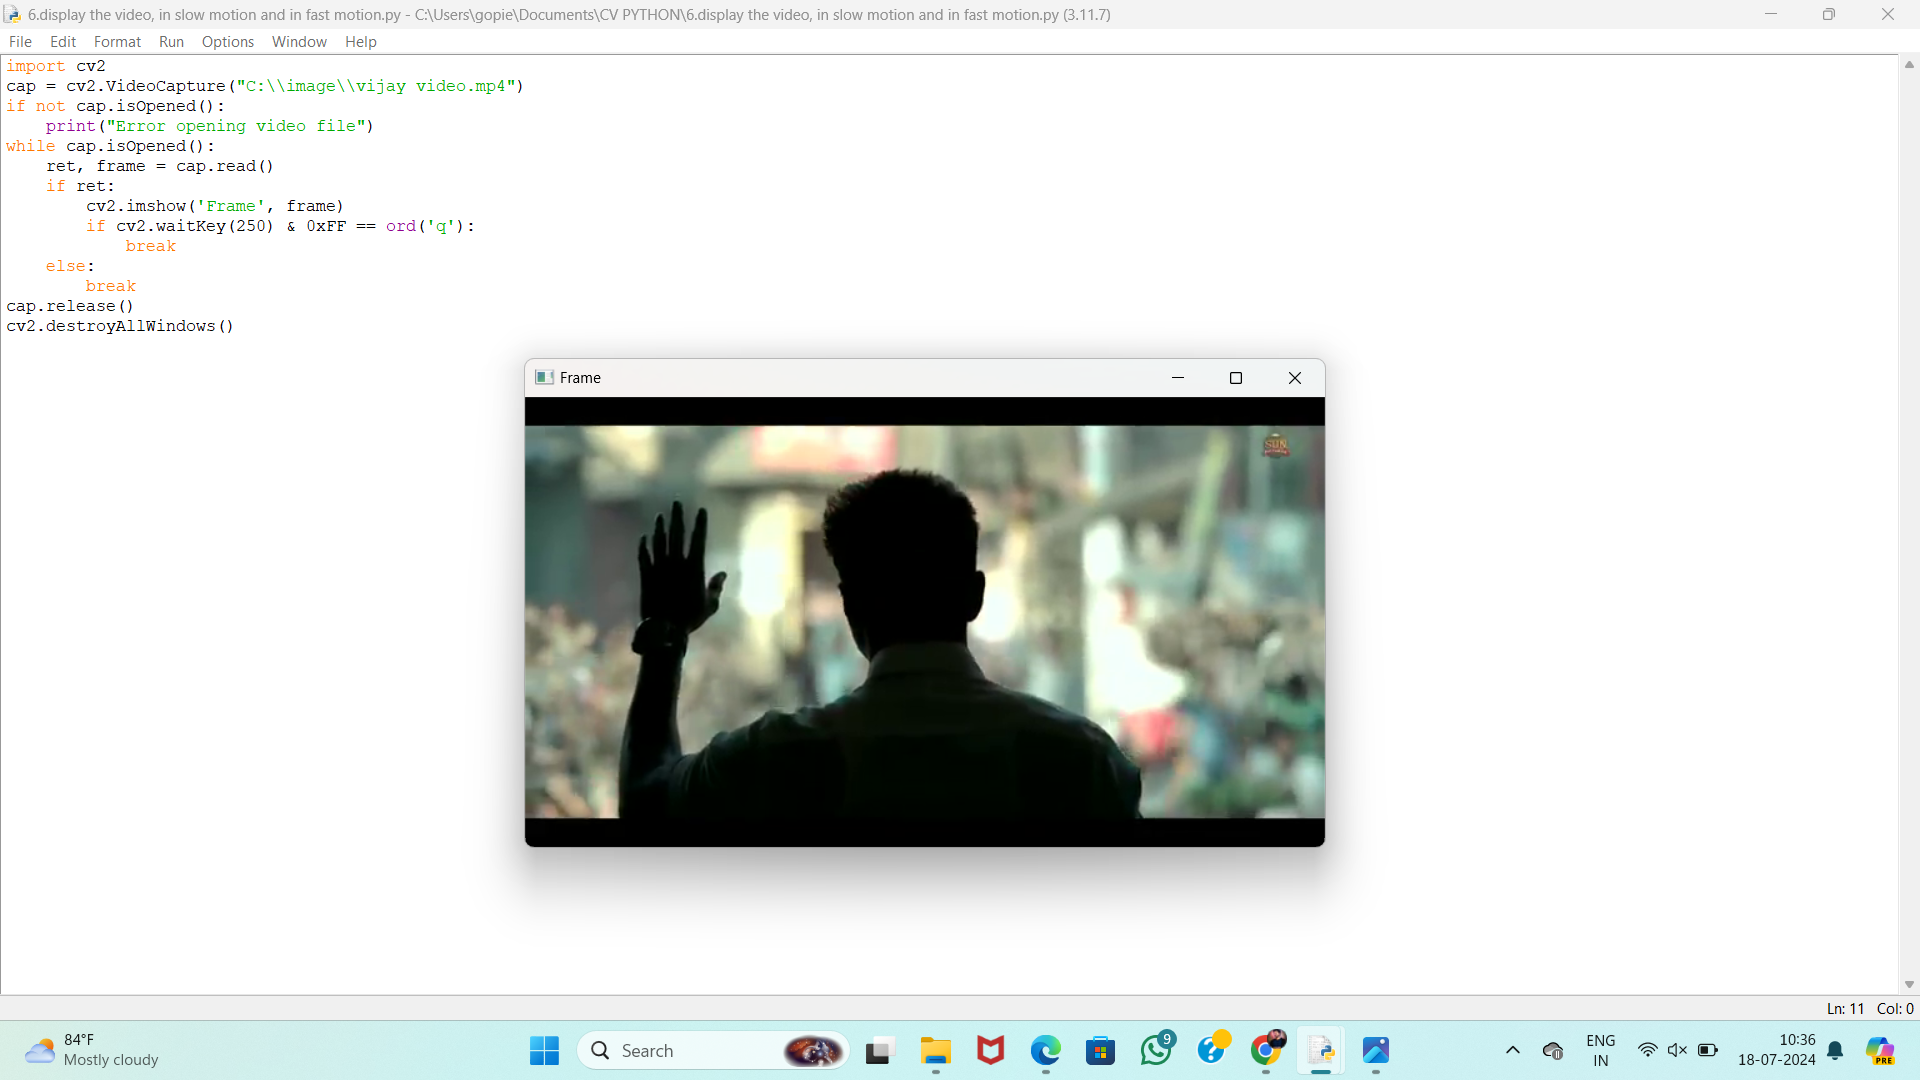 6.display the video, in slow motion and in fast motion.py - C:\Users\gopie\Documents\CV PYTHON\6.display the video, in slow motion and in fast motion.py (3.11.7)
File Edit Format Run Options Window Help
import cv2
cap = cv2.VideoCapture("C:\\image\\vijay video.mp4")
if not cap.isOpened():
    print("Error opening video file")
while cap.isOpened():
    ret, frame = cap.read()
    if ret:
        cv2.imshow('Frame', frame)
        if cv2.waitKey(250) & 0xFF == ord('q'):
            break
    else:
        break
cap.release()
cv2.destroyAllWindows()
Frame
SUN
Ln: 11 Col: 0
84°F
Mostly cloudy
Search
9
ENG
IN
10:36
18-07-2024
PRE